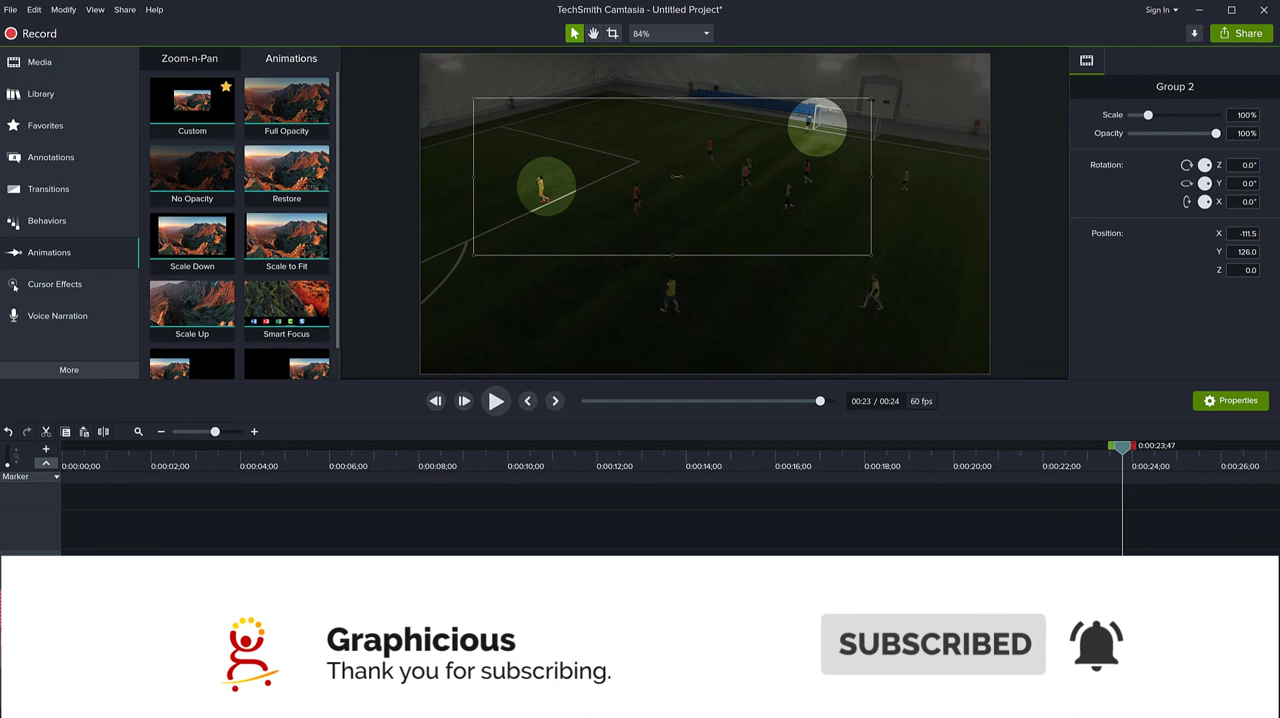 File Edit Modify View Share Help
TechSmith Camtasia - Untitled Project*
Sign In
Record
84%
Share
Media
Library
Favorites
Annotations
Transitions
Behaviors
Animations
Cursor Effects
Voice Narration
More
Zoom-n-Pan Animations
Custom Full Opacity
No Opacity Restore
Scale Down Scale to Fit
Scale Up Smart Focus
Group 2
Scale 100%
Opacity 100%
Rotation: Z 0.0°
Y 0.0°
X 0.0°
Position: X -111.5
Y 126.0
Z 0.0
00:23 / 00:24 60 fps
Properties
0:00:23;47
0:00:00;00 0:00:02;00 0:00:04;00 0:00:06;00 0:00:08;00 0:00:10;00 0:00:12;00 0:00:14;00 0:00:16;00 0:00:18;00 0:00:20;00 0:00:22;00 0:00:24;00 0:00:26;00
Marker
Graphicious
Thank you for subscribing.
SUBSCRIBED